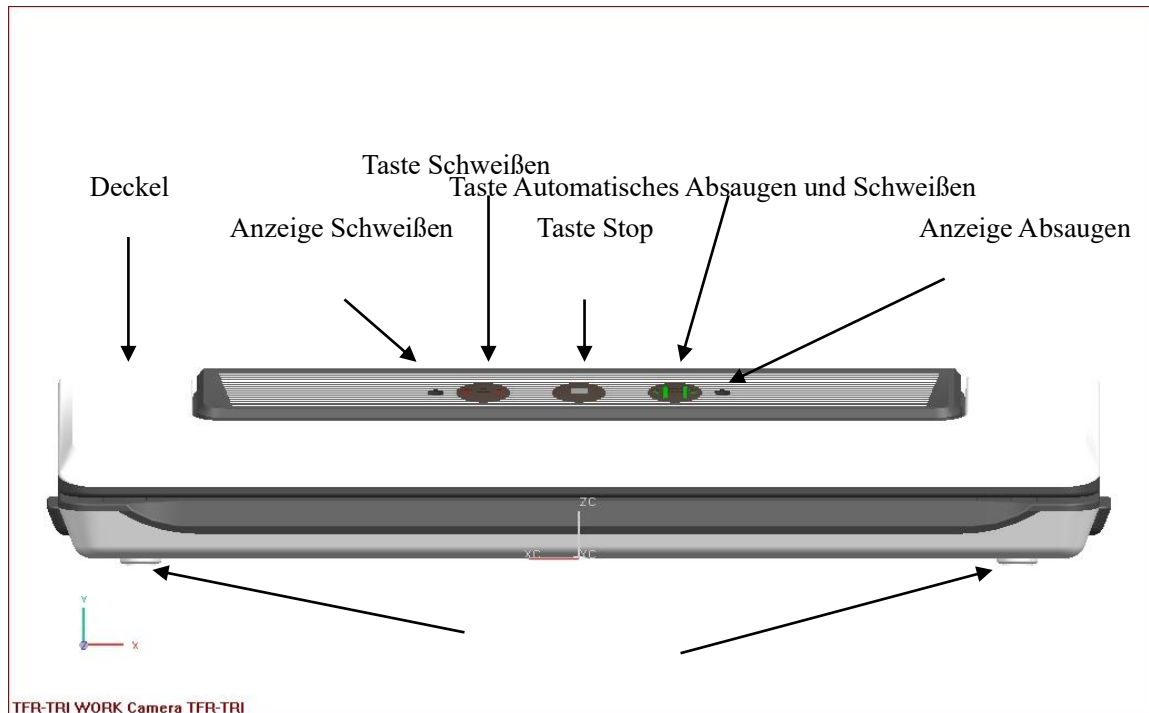 Taste Schweißen
Deckel
Taste Automatisches Absaugen und Schweißen
Anzeige Schweißen
Taste Stop
Anzeige Absaugen
ZC
XC
YC
Y
Z
X
TFR-TRI WORK Camera TFR-TRI